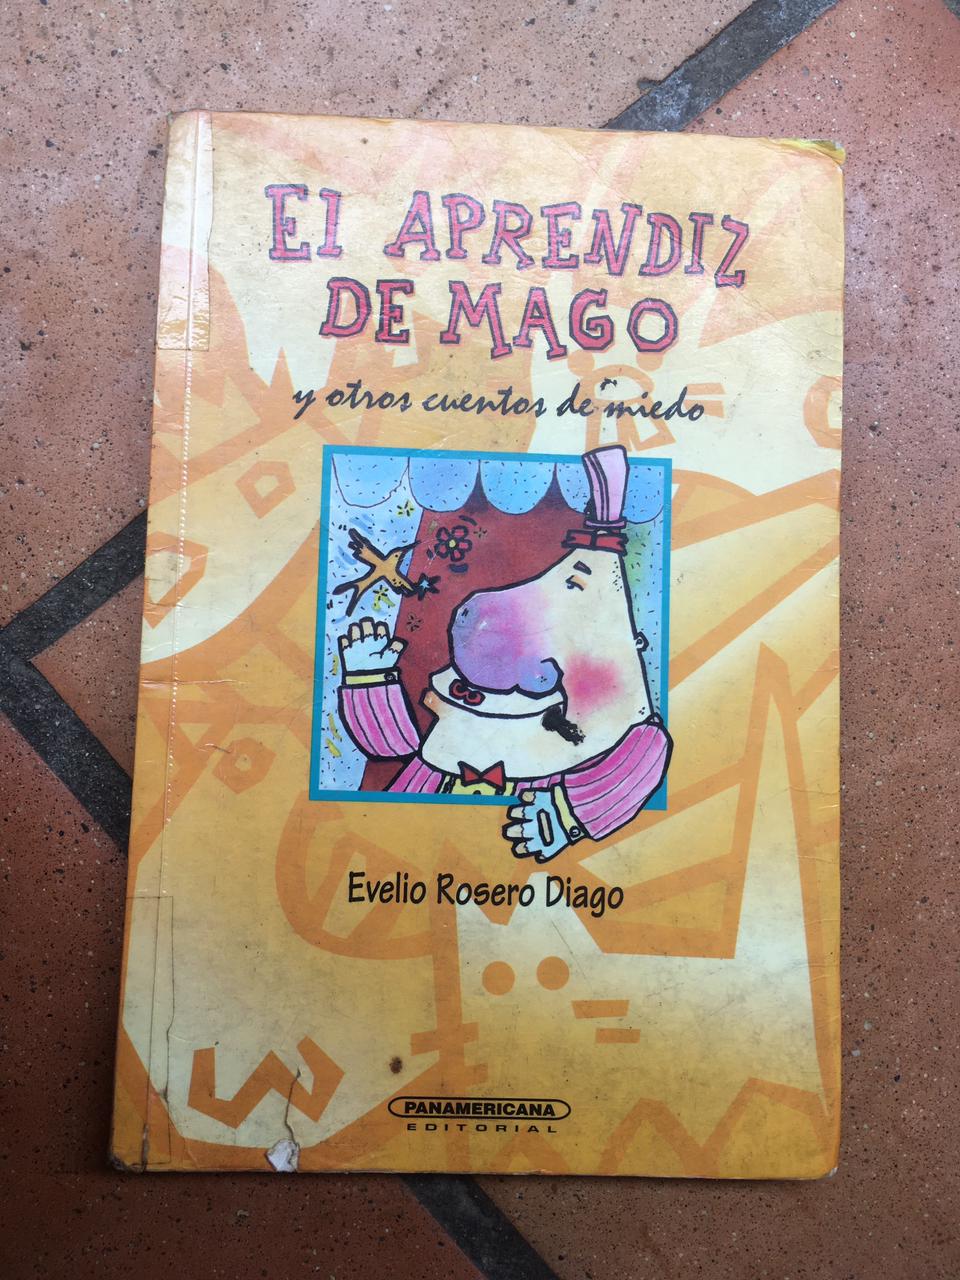 El APRENDIZ
DE MAGO
y otros cuentos de miedo
Evelio Rosero Diago
PANAMERICANA
EDITORIAL